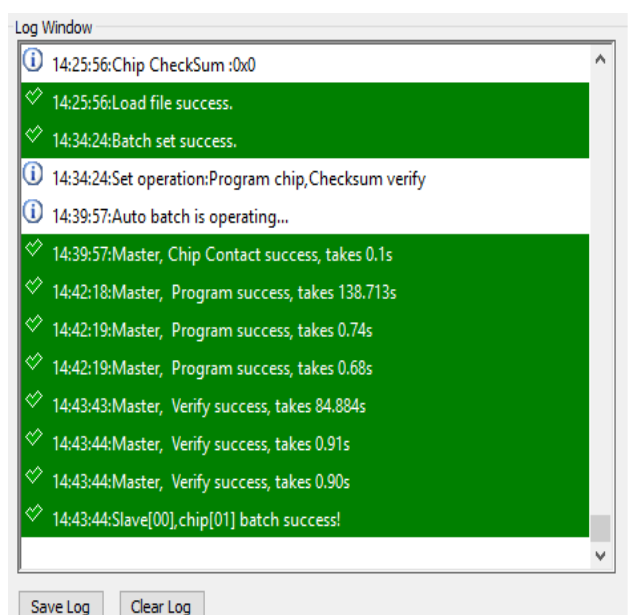 Log Window
14:25:56:Chip CheckSum :0x0
14:25:56:Load file success.
14:34:24:Batch set success.
14:34:24:Set operation:Program chip,Checksum verify
14:39:57:Auto batch is operating...
14:39:57:Master, Chip Contact success, takes 0.1s
14:42:18:Master,  Program success, takes 138.713s
14:42:19:Master,  Program success, takes 0.74s
14:42:19:Master,  Program success, takes 0.68s
14:43:43:Master,  Verify success, takes 84.884s
14:43:44:Master,  Verify success, takes 0.91s
14:43:44:Master,  Verify success, takes 0.90s
14:43:44:Slave[00],chip[01] batch success!
Save Log Clear Log